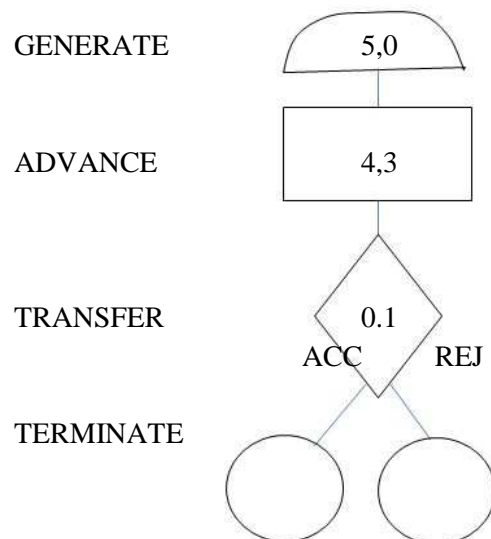 GENERATE 5,0
ADVANCE 4,3
TRANSFER 0.1
ACC REJ
TERMINATE